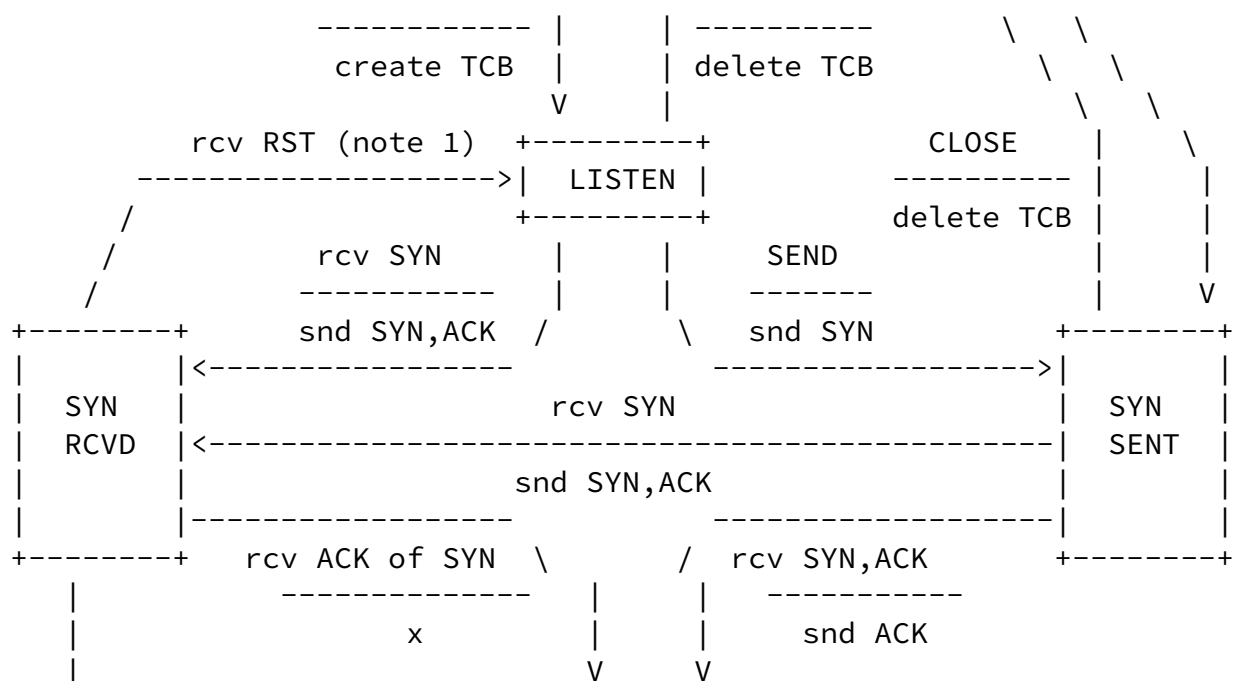 create TCB delete TCB
rcv RST (note 1) CLOSE
LISTEN
delete TCB
rcv SYN SEND
snd SYN,ACK snd SYN
SYN rcv SYN SYN
RCVD SENT
snd SYN,ACK
rcv ACK of SYN rcv SYN,ACK
x snd ACK